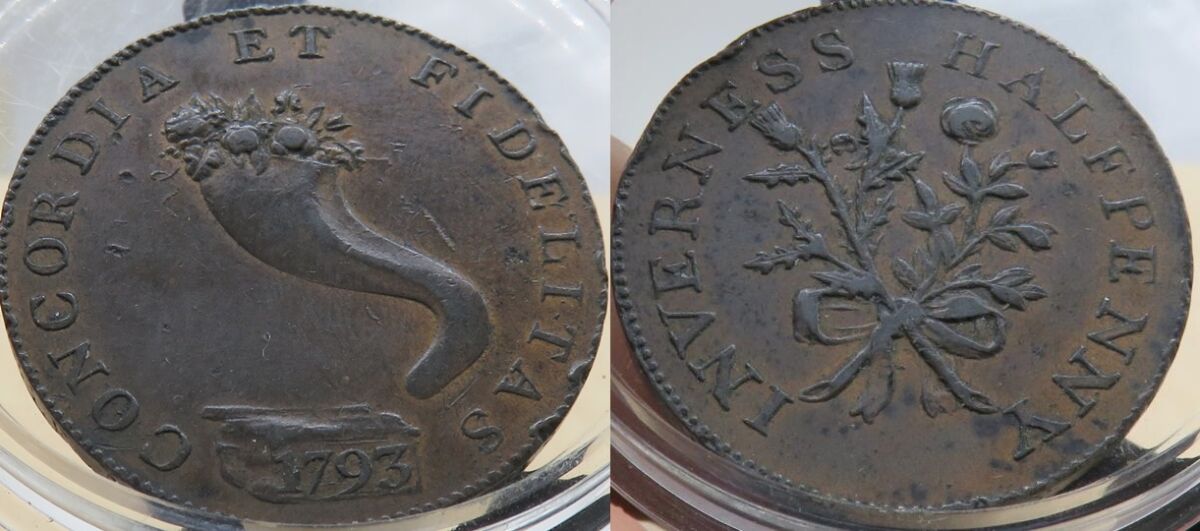 CONCORDIA ET FIDELITAS
1793
INVERNESS HALFPENNY